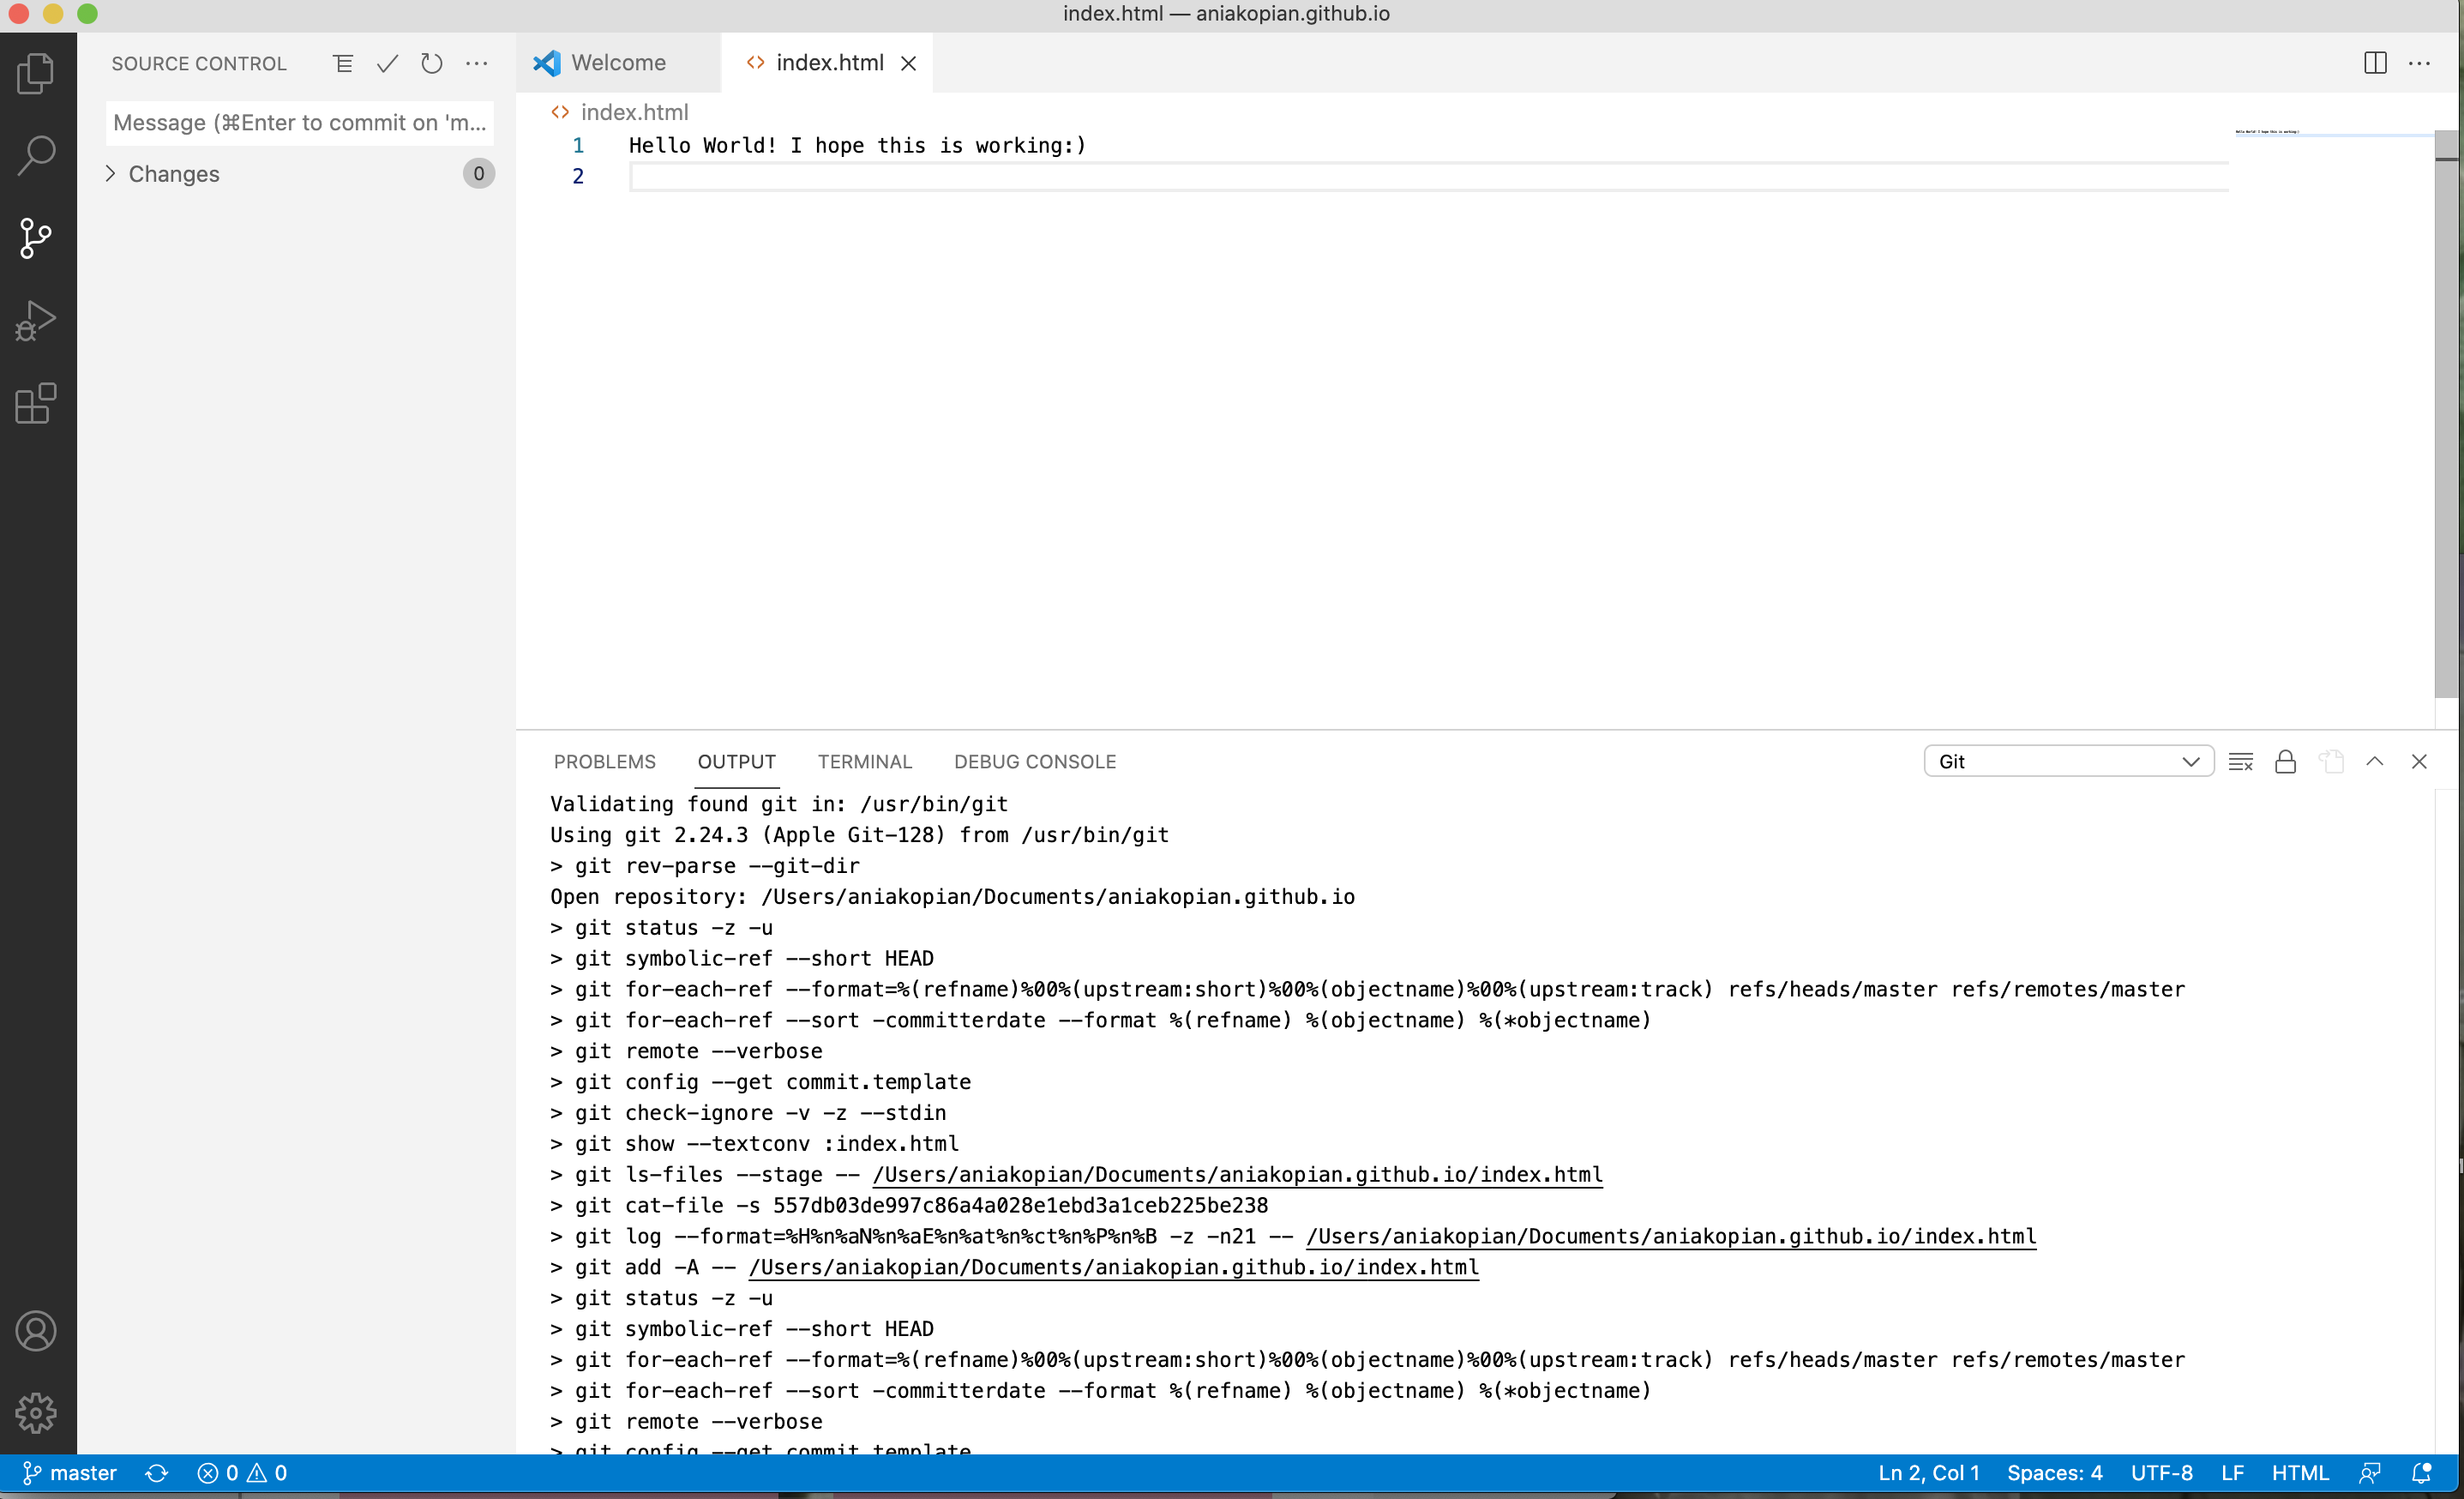 index.html — aniakopian.github.io
SOURCE CONTROL
Message (⌘Enter to commit on 'm...
Changes
0
Welcome
index.html
index.html
1 Hello World! I hope this is working:)
2
Hello World! I hope this is working:)
PROBLEMS OUTPUT TERMINAL DEBUG CONSOLE
Git
Validating found git in: /usr/bin/git
Using git 2.24.3 (Apple Git-128) from /usr/bin/git
> git rev-parse --git-dir
Open repository: /Users/aniakopian/Documents/aniakopian.github.io
> git status -z -u
> git symbolic-ref --short HEAD
> git for-each-ref --format=%(refname)%00%(upstream:short)%00%(objectname)%00%(upstream:track) refs/heads/master refs/remotes/master
> git for-each-ref --sort -committerdate --format %(refname) %(objectname) %(*objectname)
> git remote --verbose
> git config --get commit.template
> git check-ignore -v -z --stdin
> git show --textconv :index.html
> git ls-files --stage -- /Users/aniakopian/Documents/aniakopian.github.io/index.html
> git cat-file -s 557db03de997c86a4a028e1ebd3a1ceb225be238
> git log --format=%H%n%aN%n%aE%n%at%n%ct%n%P%n%B -z -n21 -- /Users/aniakopian/Documents/aniakopian.github.io/index.html
> git add -A -- /Users/aniakopian/Documents/aniakopian.github.io/index.html
> git status -z -u
> git symbolic-ref --short HEAD
> git for-each-ref --format=%(refname)%00%(upstream:short)%00%(objectname)%00%(upstream:track) refs/heads/master refs/remotes/master
> git for-each-ref --sort -committerdate --format %(refname) %(objectname) %(*objectname)
> git remote --verbose
> git config --get commit.template
master 0 0 Ln 2, Col 1 Spaces: 4 UTF-8 LF HTML